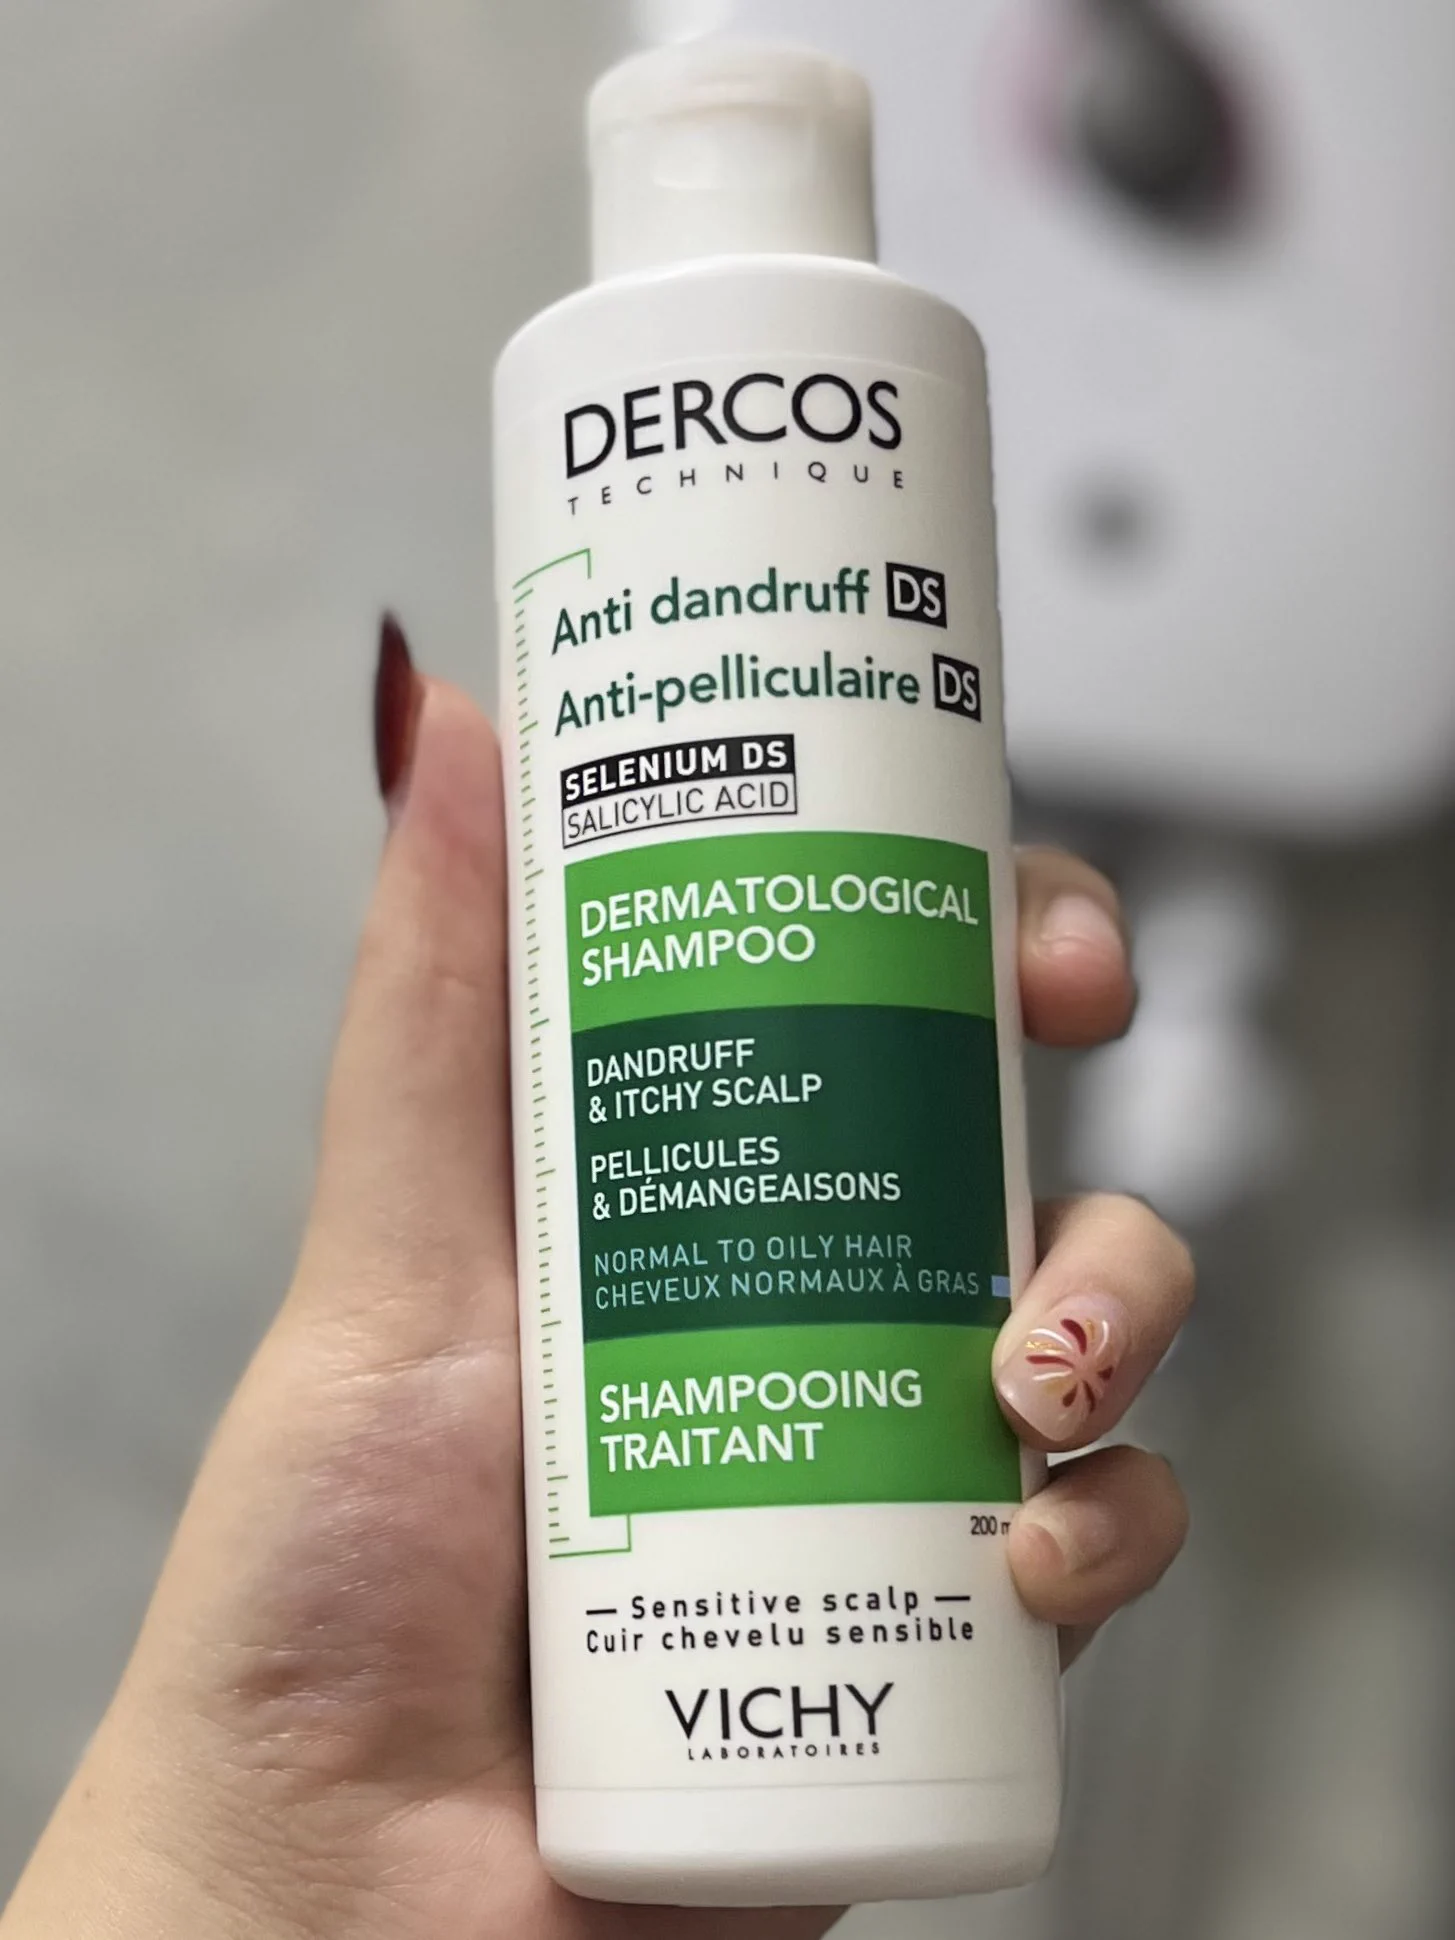 DERCOS
TECHNIQUE
Anti dandruff DS
Anti-pelliculaire DS
SELENIUM DS
SALICYLIC ACID
DERMATOLOGICAL
SHAMPOO
DANDRUFF
& ITCHY SCALP
PELLICULES
& DÉMANGEAISONS
NORMAL TO OILY HAIR
CHEVEUX NORMAUX À GRAS
SHAMPOOING
TRAITANT
200 m
— Sensitive scalp —
Cuir chevelu sensible
VICHY
LABORATOIRES